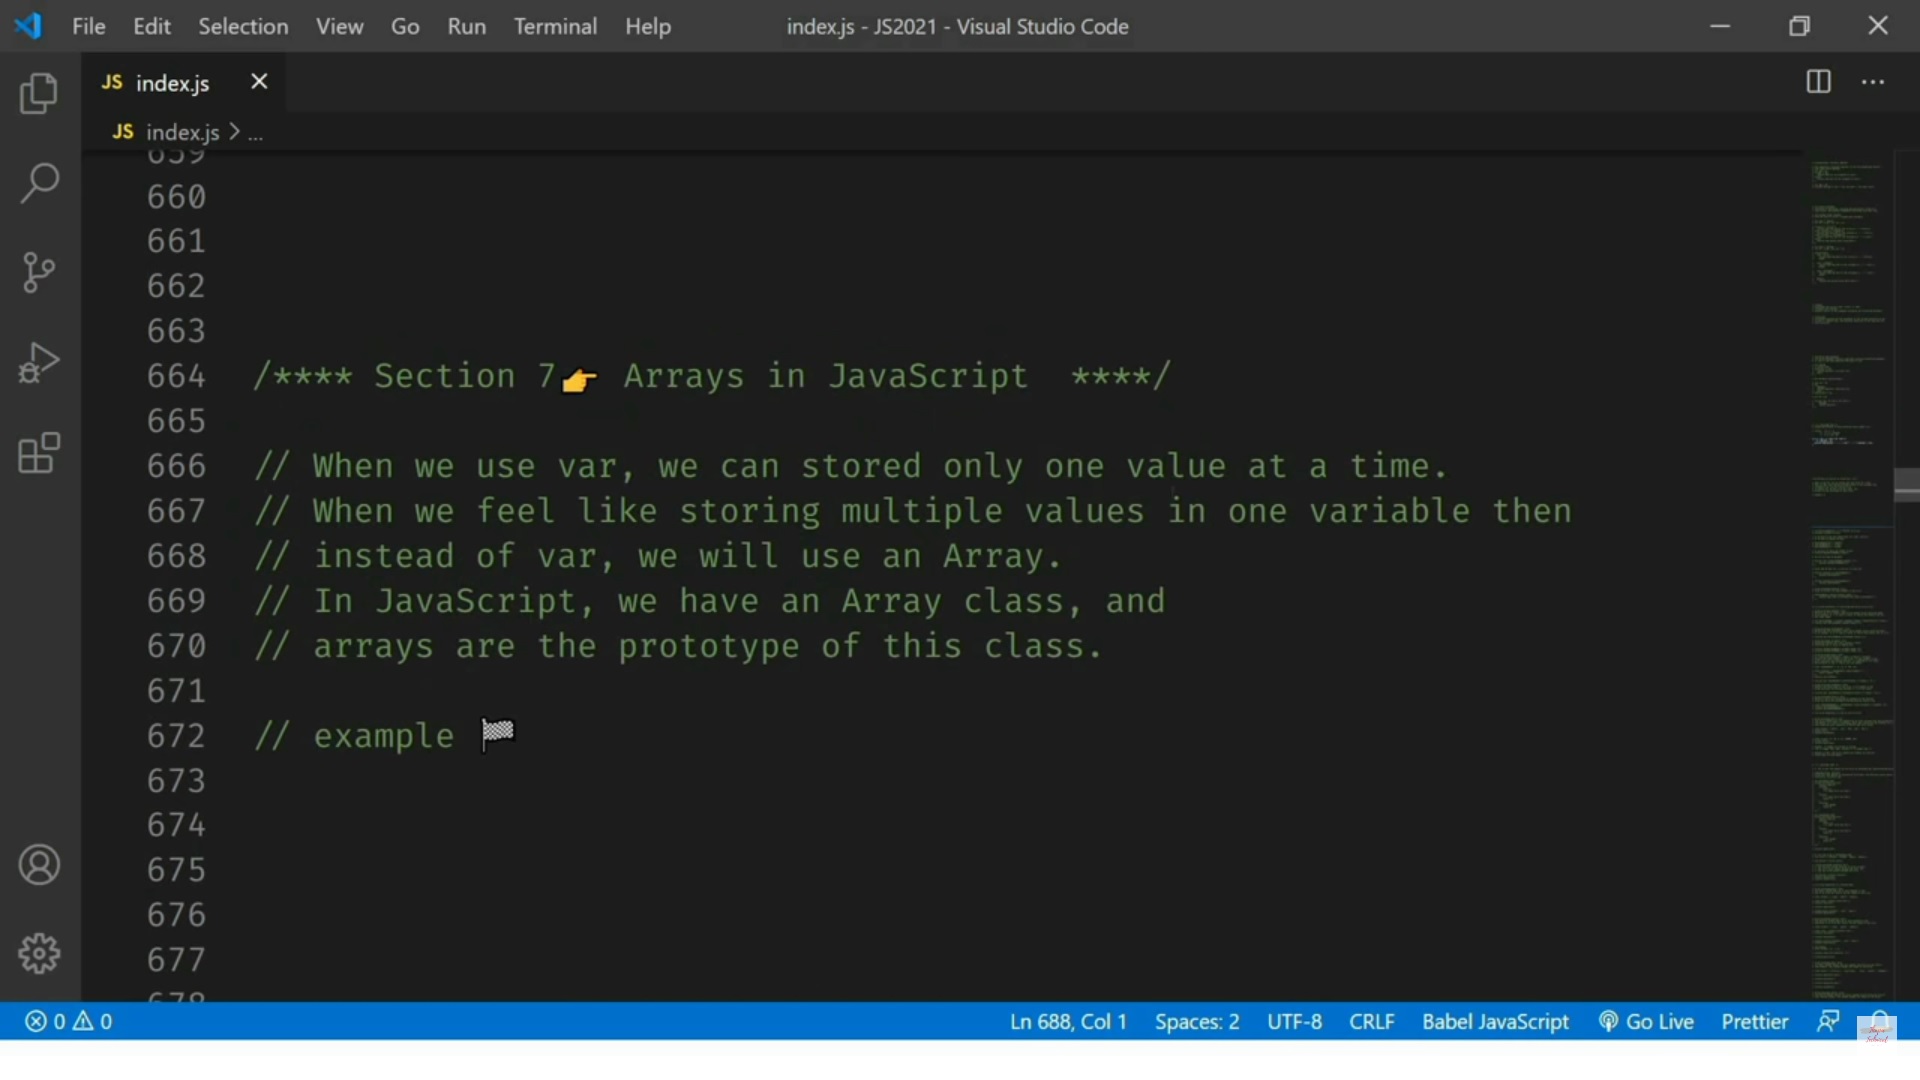 File Edit Selection View Go Run Terminal Help index.js - JS2021 - Visual Studio Code
JS index.js
JS index.js > ...
659
660
661
662
663
664 /**** Section 7👉 Arrays in JavaScript ****/
665
666 // When we use var, we can stored only one value at a time.
667 // When we feel like storing multiple values in one variable then
668 // instead of var, we will use an Array.
669 // In JavaScript, we have an Array class, and
670 // arrays are the prototype of this class.
671
672 // example 🏁
673
674
675
676
677
678
0 0 Ln 688, Col 1 Spaces: 2 UTF-8 CRLF Babel JavaScript Go Live Prettier